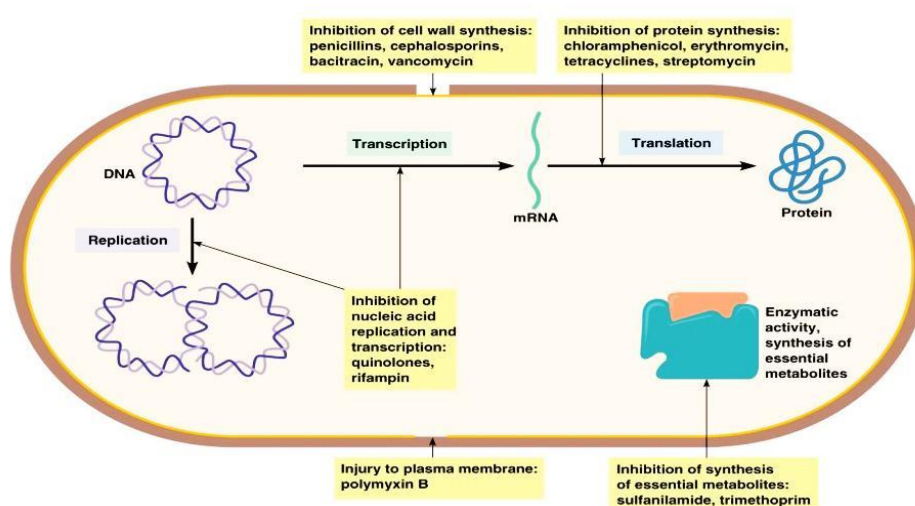 Inhibition of cell wall synthesis:
penicillins, cephalosporins,
bacitracin, vancomycin
Inhibition of protein synthesis:
chloramphenicol, erythromycin,
tetracyclines, streptomycin
DNA
Transcription
mRNA
Translation
Protein
Replication
Inhibition of
nucleic acid
replication and
transcription:
quinolones,
rifampin
Enzymatic
activity,
synthesis of
essential
metabolites
Injury to plasma membrane:
polymyxin B
Inhibition of synthesis
of essential metabolites:
sulfanilamide, trimethoprim